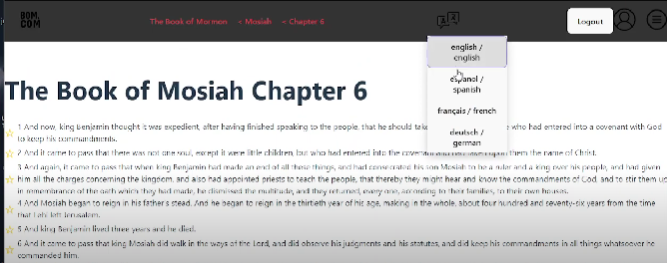 BOM.
COM
The Book of Mormon < Mosiah < Chapter 6
Logout
english /
english
español /
spanish
français / french
deutsch /
german
The Book of Mosiah Chapter 6
1 And now, king Benjamin thought it was expedient, after having finished speaking to the people, that he should take who had entered into a covenant with God
to keep his commandments.
2 And it came to pass that there was not one soul, except it were little children, but who had entered into the covenant them the name of Christ.
3 And again, it came to pass that when king Benjamin had made an end of all these things, and had consecrated his son Mosiah to be a ruler and a king over his people, and had given
him all the charges concerning the kingdom, and also had appointed priests to teach the people, that thereby they might hear and know the commandments of God, and to stir them up
in remembrance of the oath which they had made, he dismissed the multitude, and they returned, every one, according to their families, to their own houses.
4 And Mosiah began to reign in his father's stead. And he began to reign in the thirtieth year of his age, making in the whole, about four hundred and seventy-six years from the time
that Lehi left Jerusalem.
5 And king Benjamin lived three years and he died.
6 And it came to pass that king Mosiah did walk in the ways of the Lord, and did observe his judgments and his statutes, and did keep his commandments in all things whatsoever he
commanded him.